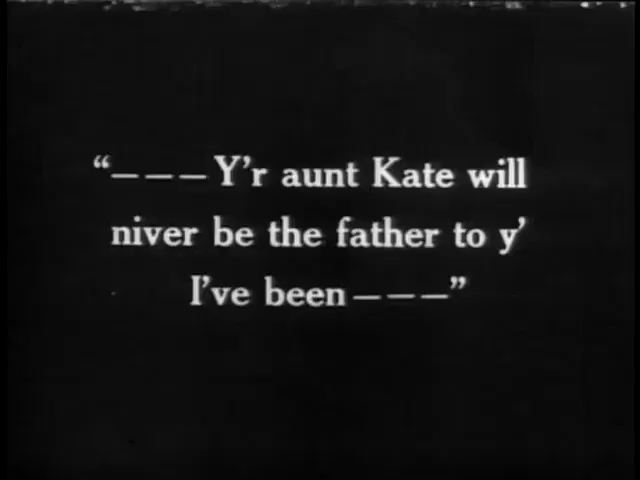 “———Y’r aunt Kate will
niver be the father to y’
I’ve been———”